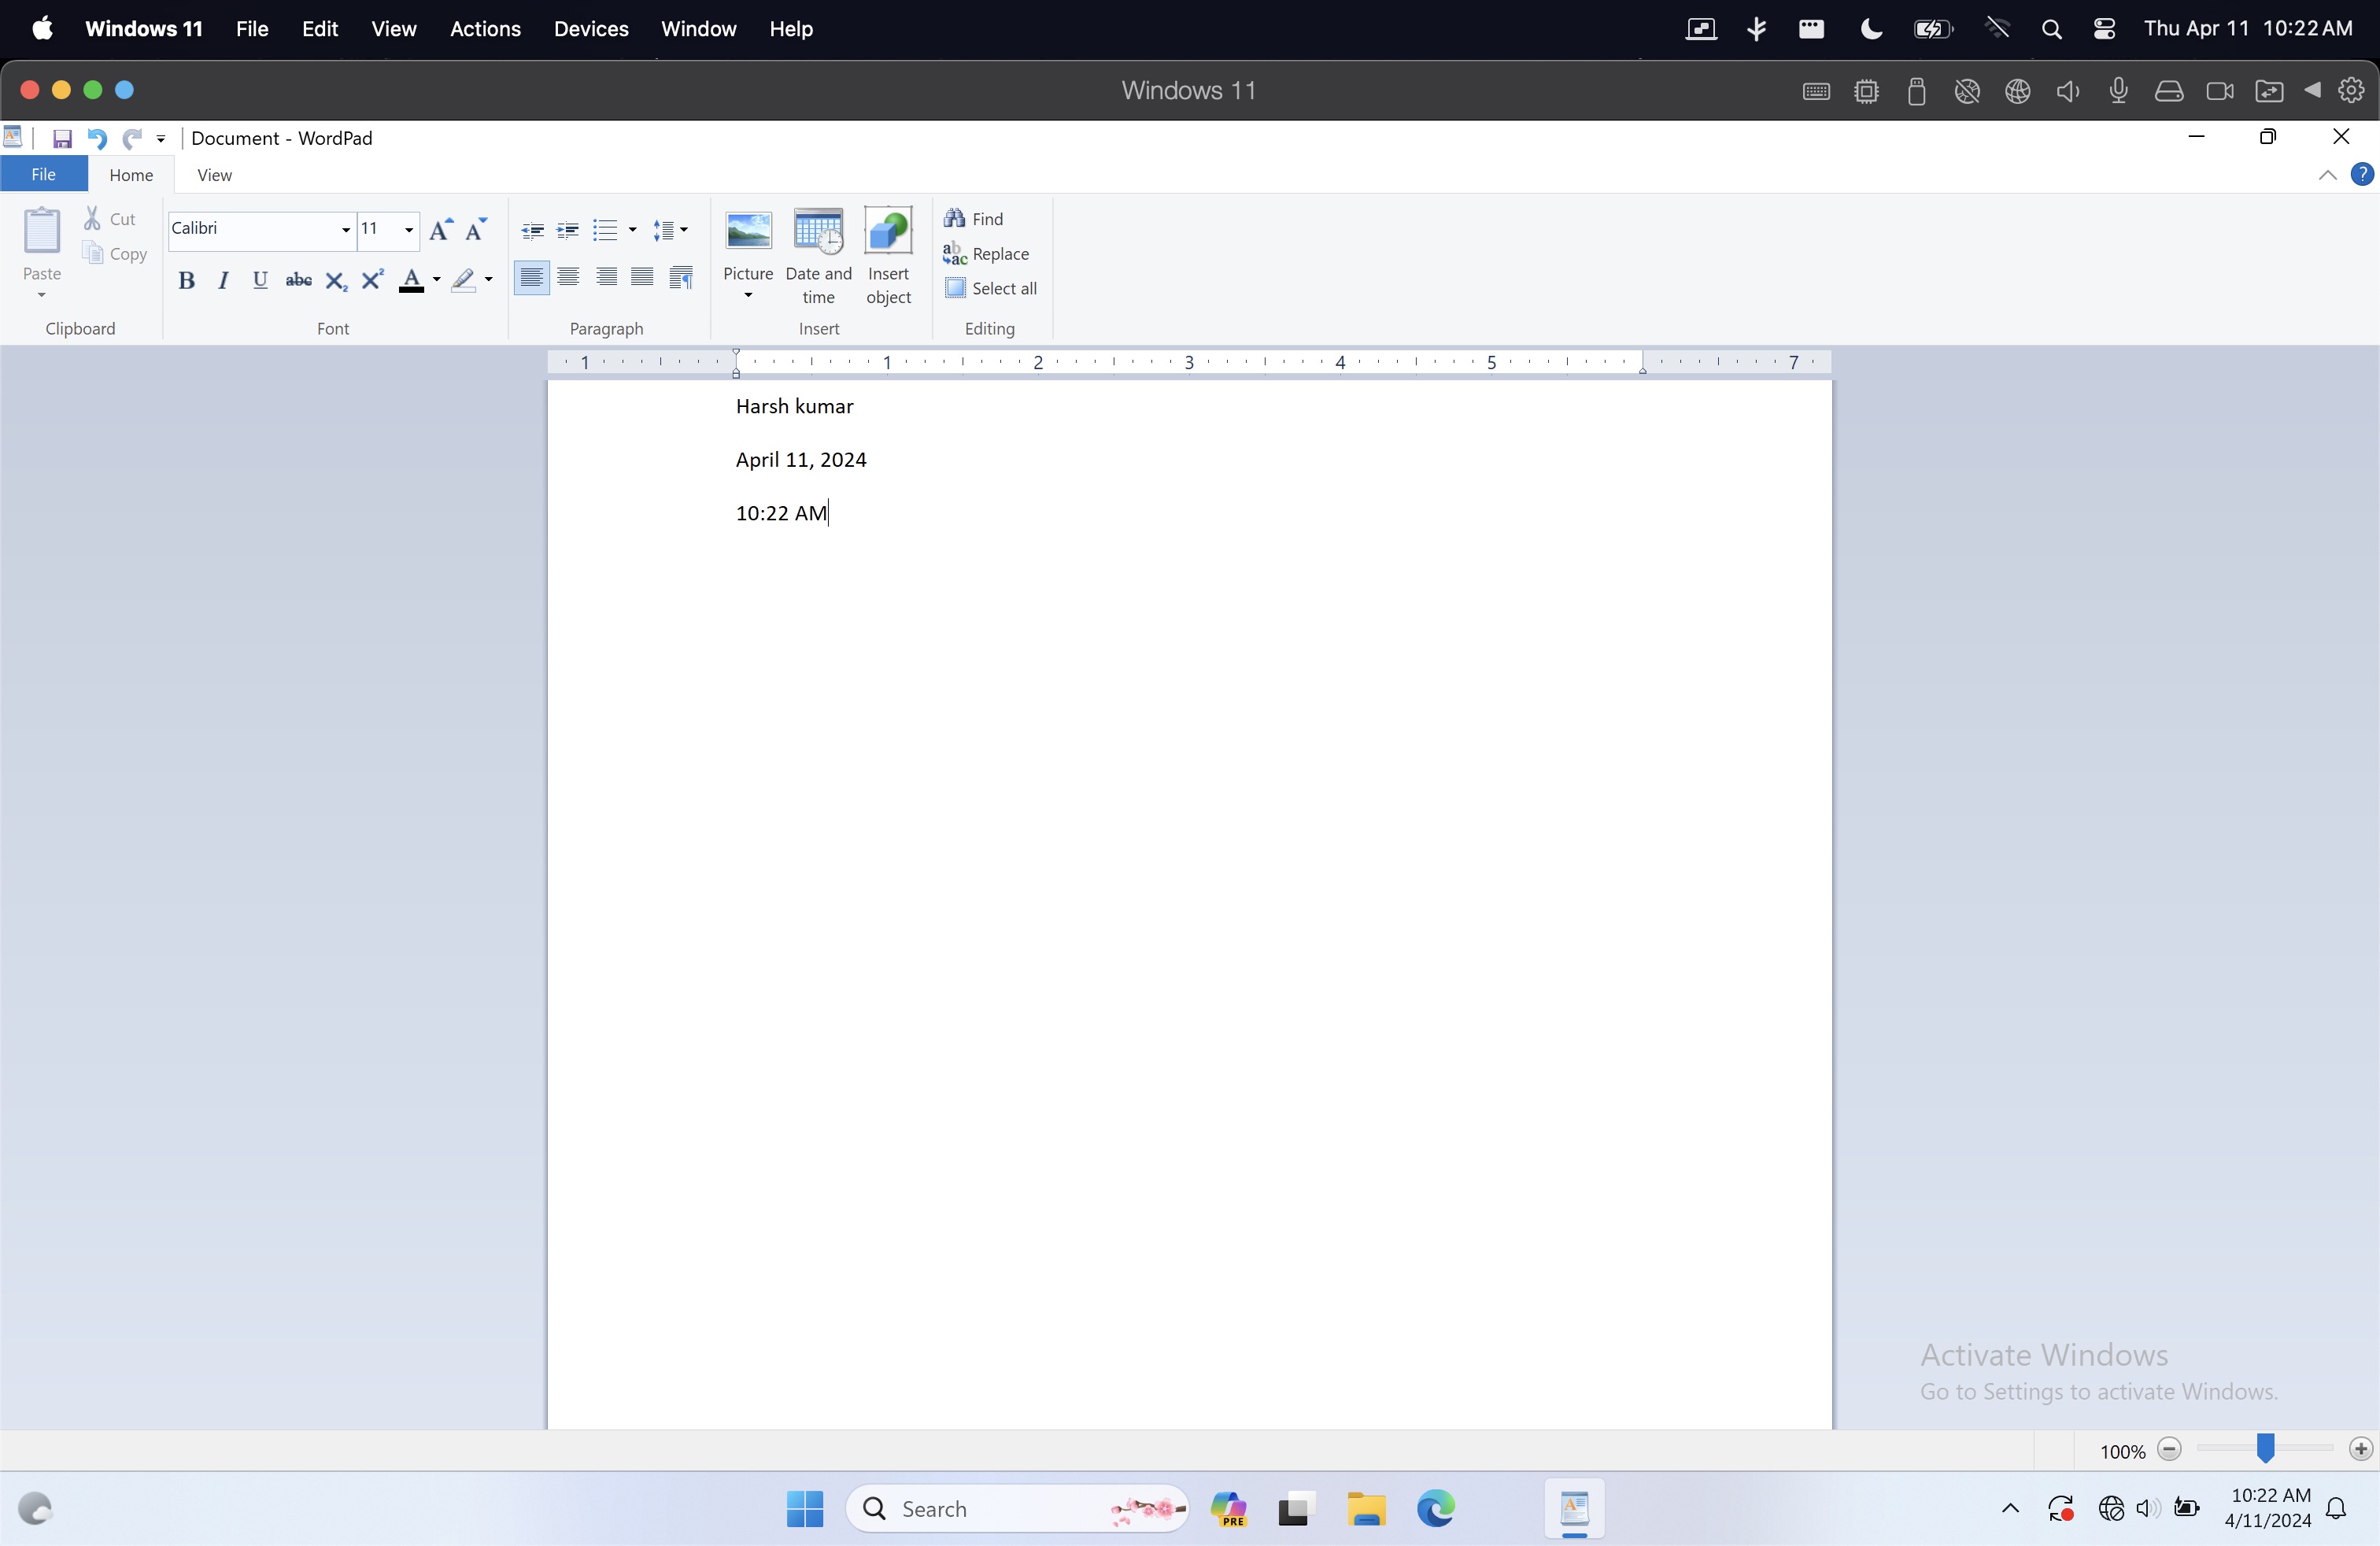 Windows 11 File Edit View Actions Devices Window Help Thu Apr 11 10:22 AM
Windows 11
Document - WordPad
File Home View
Calibri 11 Cut Find
Copy Replace
Paste Picture Date and Insert
time object Select all
Clipboard Font Paragraph Insert Editing
1 1 2 3 4 5 7
Harsh kumar
April 11, 2024
10:22 AM
Activate Windows
Go to Settings to activate Windows.
100%
Search PRE 10:22 AM
4/11/2024